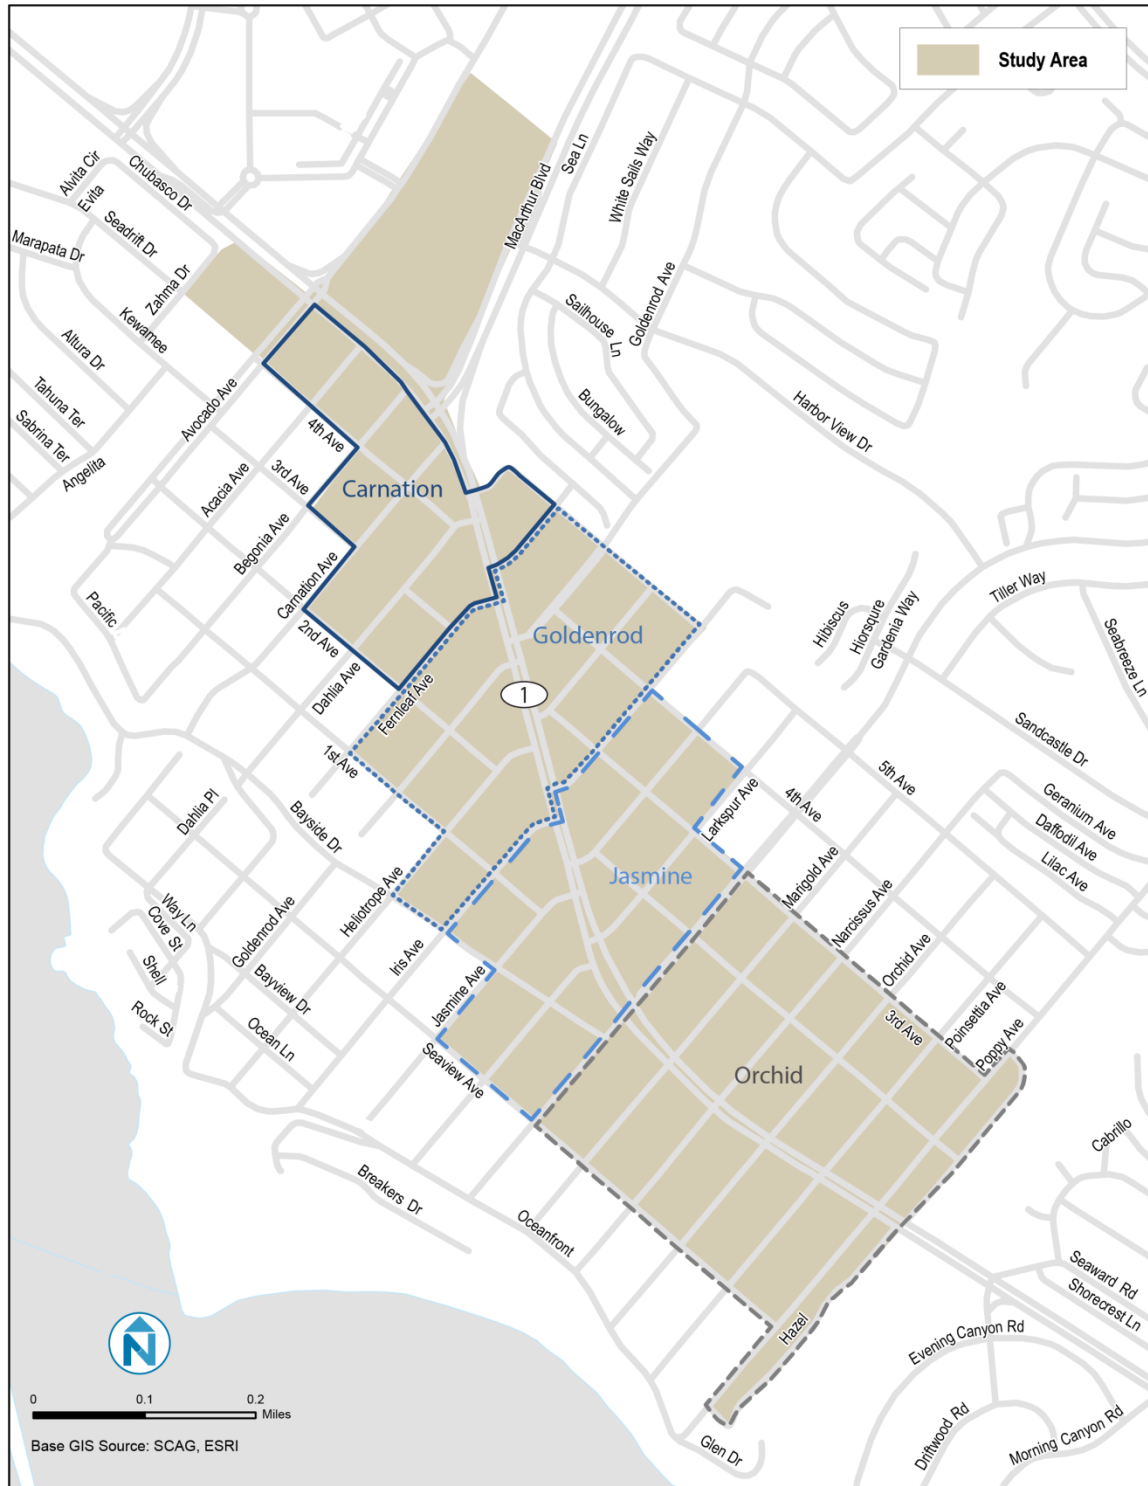 Study Area
Alvita Cir
Evita
Chubasco Dr
Seadrift Dr
Marapata Dr
Zahma Dr
Kewamee
Altura Dr
Tahuna Ter
Sabrina Ter
Angelita
Avocado Ave
MacArthur Blvd
Sea Ln
White Sails Way
Goldenrod Ave
Sailhouse Ln
Bungalow
Harbor View Dr
4th Ave
3rd Ave
Acacia Ave
Begonia Ave
Carnation
Carnation Ave
2nd Ave
Pacific
Dahlia Ave
Fernleaf Ave
1st Ave
Goldenrod
1
Hibiscus
Hiorsqure
Gardenia Way
Tiller Way
Seabreeze Ln
Sandcastle Dr
5th Ave
4th Ave
Geranium Ave
Daffodil Ave
Lilac Ave
Larkspur Ave
Dahlia Pl
Bayside Dr
Way Ln
Cove St
Shell
Rock St
Goldenrod Ave
Bayview Dr
Ocean Ln
Heliotrope Ave
Iris Ave
Jasmine Ave
Seaview Ave
Jasmine
Marigold Ave
Narcissus Ave
Orchid Ave
3rd Ave
Poinsettia Ave
Poppy Ave
Orchid
Breakers Dr
Oceanfront
Hazel
Glen Dr
Cabrillo
Seaward Rd
Shorecrest Ln
Evening Canyon Rd
Driftwood Rd
Morning Canyon Rd
N
0 0.1 0.2
Miles
Base GIS Source: SCAG, ESRI